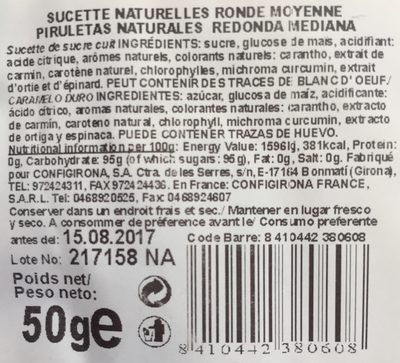 SUCETTE NATURELLES RONDE MOYENNE
PIRULETAS NATURALES REDONDA MEDIANA
Sucette de sucre cuit INGRÉDIENTS: sucre, glucose de mais, acidifiant:
acide citrique, arômes naturels, colorants naturels: carantho, extrait de
carmin, carotène naturel, chlorophylles, michroma curcumin, extrait
d'ortie et d'épinard. PEUT CONTENIR DES TRACES DE BLANC D' OEUF/
CARAMELO DURO INGREDIENTES: azúcar, glucosa de maíz, acidificante:
ácido cítrico, aromas naturales, colorantes naturales: carantho, extracto
de carmín, caroteno natural, chlorophyll, michroma curcumin, extracto
de ortiga y espinaca. PUEDE CONTENER TRAZAS DE HUEVO.
Nutritional information per 100g: Energy Value: 1596kj, 381kcal, Protein:
0g, Carbohydrate: 95g (of which sugars: 95g), Fat: 0g, Salt: 0g. Fabriqué
pour CONFIGIRONA, S.A. Ctra. de les Serres, s/n, E-17164 Bonmatí (Girona),
TEL: 972424311, FAX 972424436. En France: CONFIGIRONA FRANCE,
S.A.R.L. Tel: 0468920525, Fax: 0468924607
Conserver dans un endroit frais et sec./ Mantener en lugar fresco
y seco. A consommer de préférence avant le/ Consumo preferente
antes del: 15.08.2017 Code Barre: 8 410442 380608
Lote No: 217158 NA
Poids net/
Peso neto:
50g e
8 410442 380608